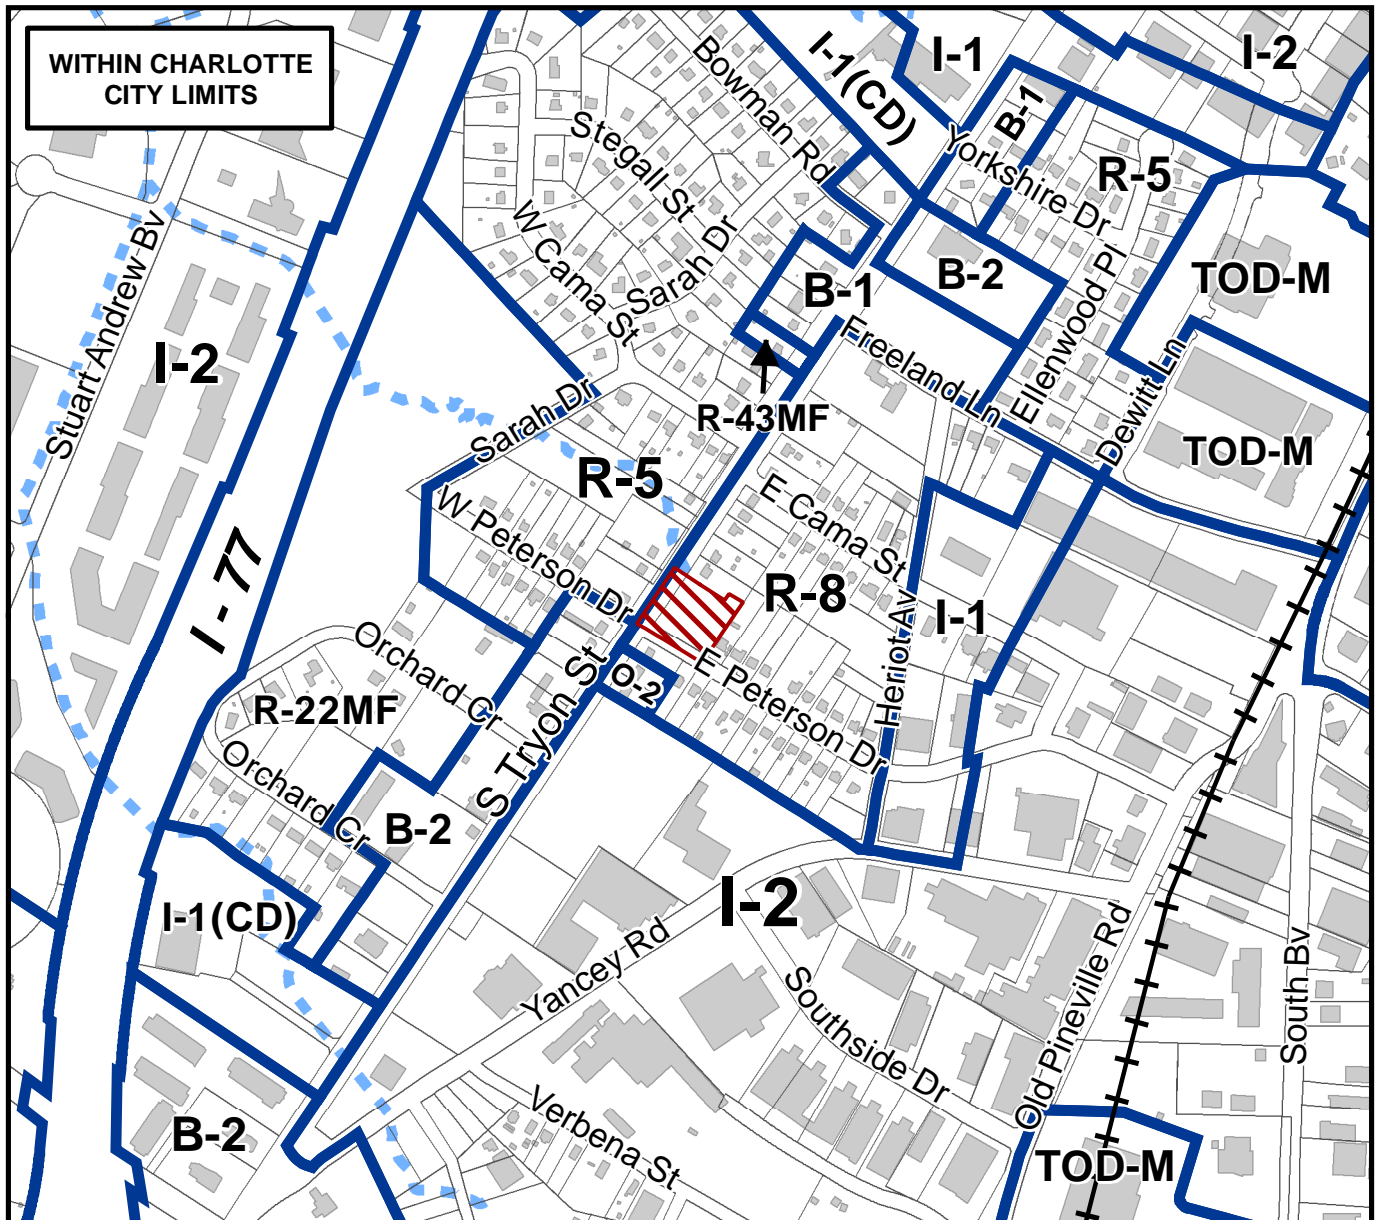 WITHIN CHARLOTTE
CITY LIMITS
I-1
I-2
I-1(CD)
B-1
Bowman Rd
Yorkshire Dr
R-5
Stegall St
W Cama St
Sarah Dr
Stuart Andrew Bv
I-2
B-1
B-2
TOD-M
Ellenwood Pl
Freeland Ln
Dewitt Ln
R-43MF
Sarah Dr
R-5
TOD-M
W Peterson Dr
E Cama St
I-77
R-8
Heriot Av
I-1
Orchard Cr
R-22MF
O-2
E Peterson Dr
S Tryon St
Orchard Cr
B-2
I-1(CD)
I-2
Yancey Rd
Southside Dr
Old Pineville Rd
South Bv
Verbena St
B-2
TOD-M